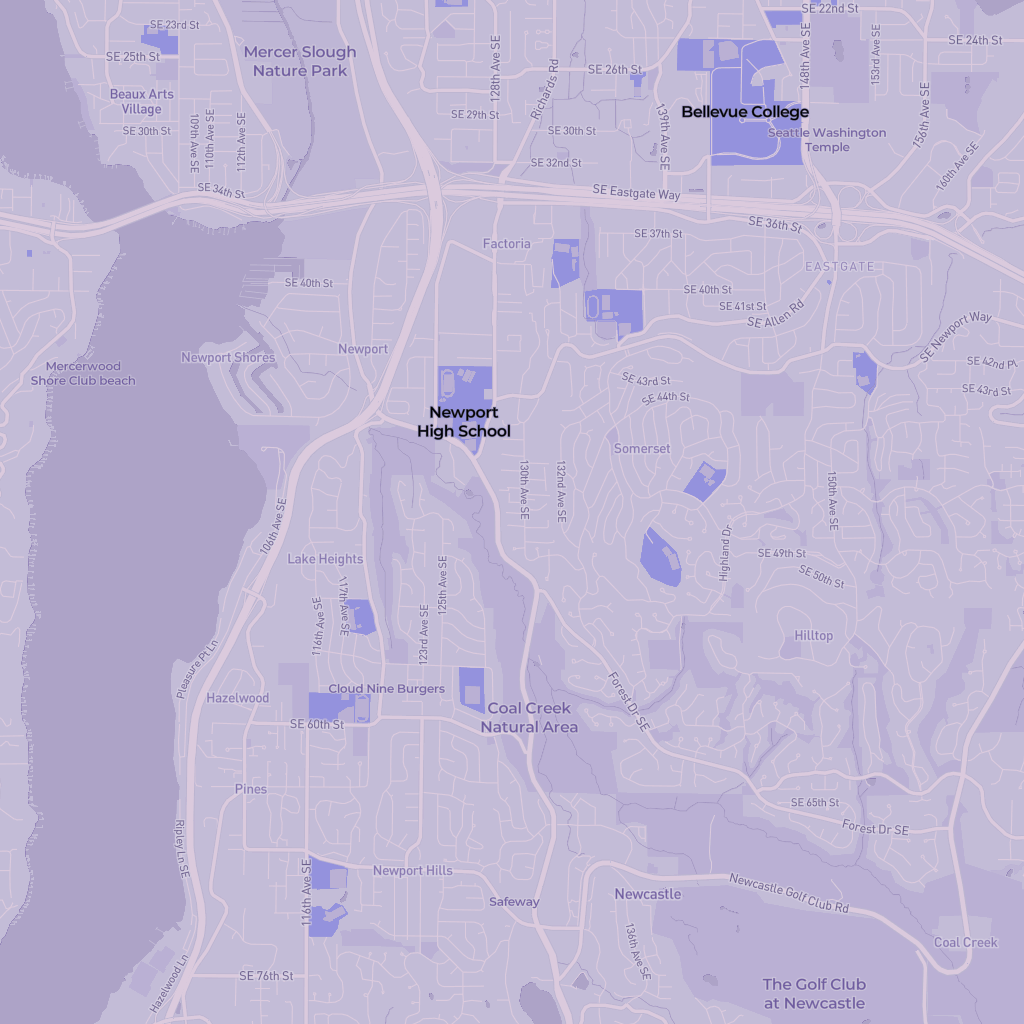 SE 22nd St
SE 23rd St
SE 24th St
Mercer Slough
Nature Park
SE 25th St
128th Ave SE
Richards Rd
SE 26th St
148th Ave SE
153rd Ave SE
156th Ave SE
Beaux Arts
Village
109th Ave SE
110th Ave SE
112th Ave SE
SE 29th St
139th Ave SE
Bellevue College
SE 30th St
SE 30th St
Seattle Washington
Temple
SE 32nd St
160th Ave SE
SE 34th St
SE Eastgate Way
SE 36th St
SE 37th St
Factoria
EASTGATE
SE 40th St
SE 40th St
SE 41st St
SE Allen Rd
SE Newport Way
Newport Shores
Newport
Mercerwood
Shore Club beach
SE 42nd Pl
SE 43rd St
SE 43rd St
SE 44th St
Newport
High School
Somerset
130th Ave SE
132nd Ave SE
150th Ave SE
106th Ave SE
Highland Dr
Lake Heights
SE 49th St
SE 50th St
117th Ave SE
116th Ave SE
125th Ave SE
123rd Ave SE
Hilltop
Pleasure Pt Ln
Hazelwood
Cloud Nine Burgers
Forest Dr SE
SE 60th St
Coal Creek
Natural Area
Pines
SE 65th St
Forest Dr SE
Ripley Ln SE
116th Ave SE
Newport Hills
Newcastle
Newcastle Golf Club Rd
Safeway
136th Ave SE
Coal Creek
Hazelwood Ln
SE 76th St
The Golf Club
at Newcastle